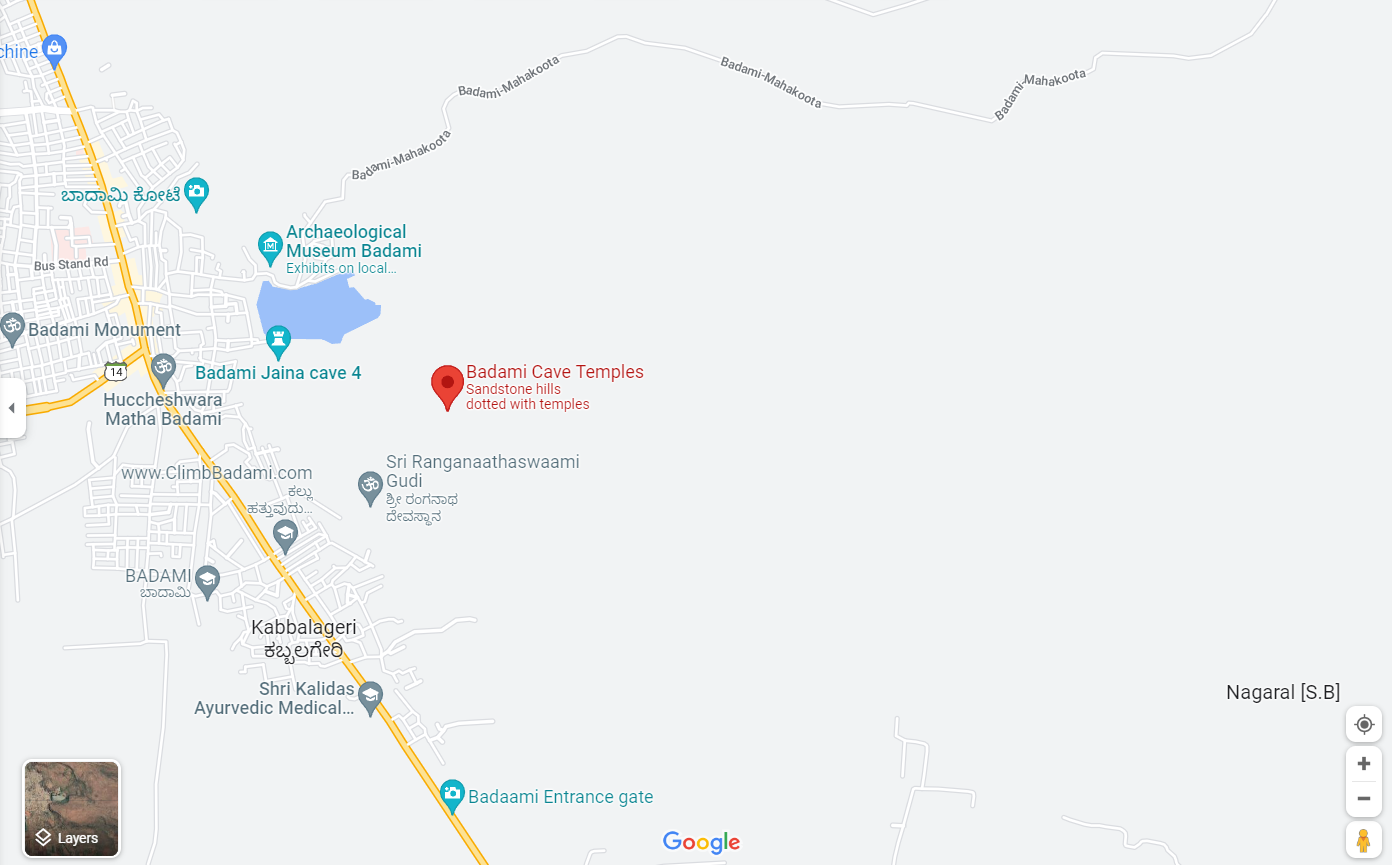 chine
Badami-Mahakoota
Badami-Mahakoota
Badami-Mahakoota
Badami-Mahakoota
ಬಾದಾಮಿ ಕೋಟೆ
Archaeological
Museum Badami
Exhibits on local...
Bus Stand Rd
Badami Monument
14
Badami Jaina cave 4
Badami Cave Temples
Sandstone hills
dotted with temples
Huccheshwara
Matha Badami
www.ClimbBadami.com
ಕಲ್ಲು
ಹತ್ತುವುದು...
Sri Ranganaathaswaami
Gudi
ಶ್ರೀ ರಂಗನಾಥ
ದೇವಸ್ಥಾನ
BADAMI
ಬಾದಾಮಿ
Kabbalageri
ಕಬ್ಬಲಗೇರಿ
Shri Kalidas
Ayurvedic Medical...
Nagaral [S.B]
Badaami Entrance gate
Layers
Google